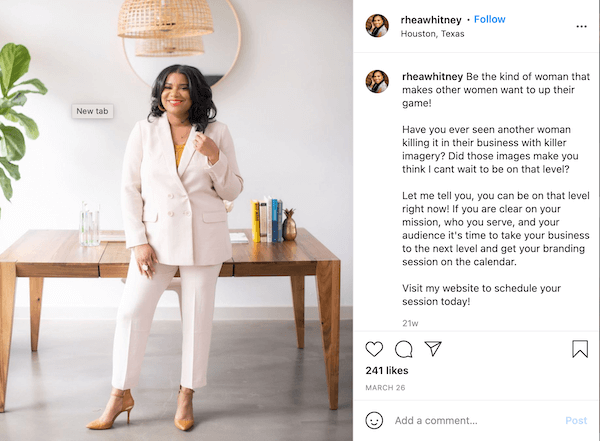 rheawhitney • Follow
Houston, Texas
New tab
rheawhitney Be the kind of woman that
makes other women want to up their
game!
Have you ever seen another woman
killing it in their business with killer
imagery? Did those images make you
think I cant wait to be on that level?
Let me tell you, you can be on that level
right now! If you are clear on your
mission, who you serve, and your
audience it's time to take your business
to the next level and get your branding
session on the calendar.
Visit my website to schedule your
session today!
21w
241 likes
MARCH 26
Add a comment...
Post